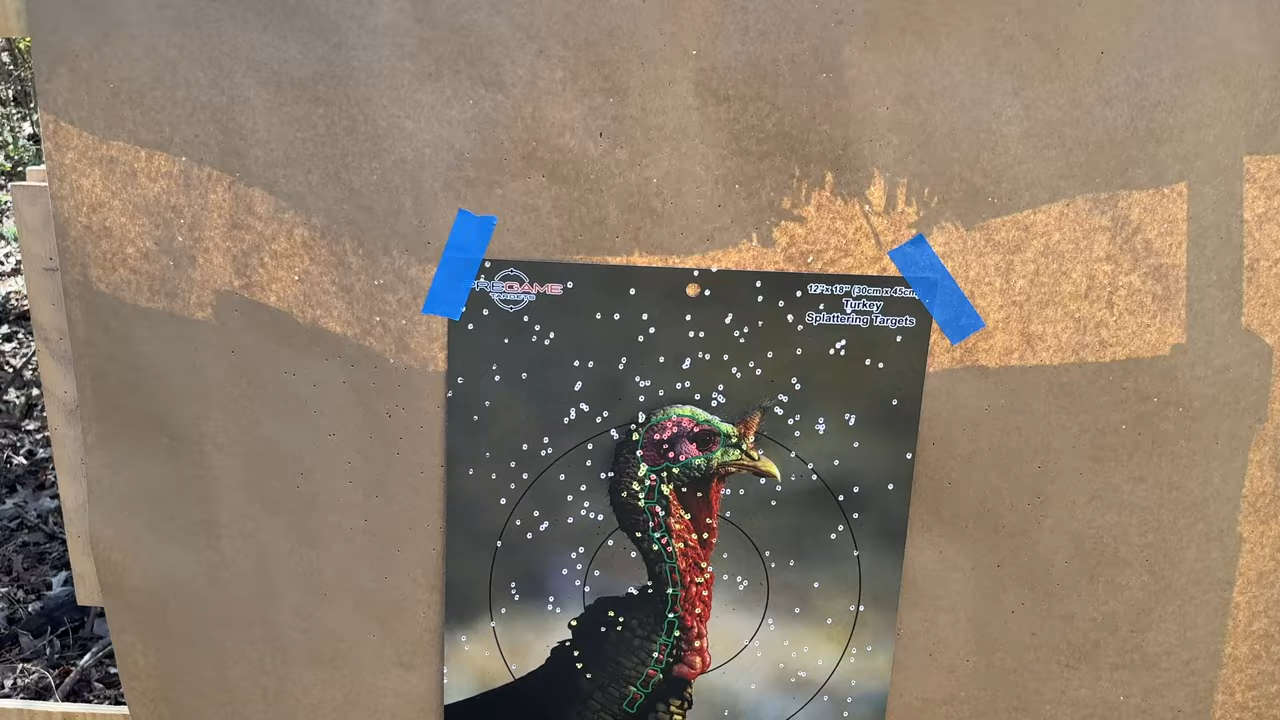 PREGAME
TARGETS
12"x 18" (30cm x 45cm
Turkey
Splattering Targets